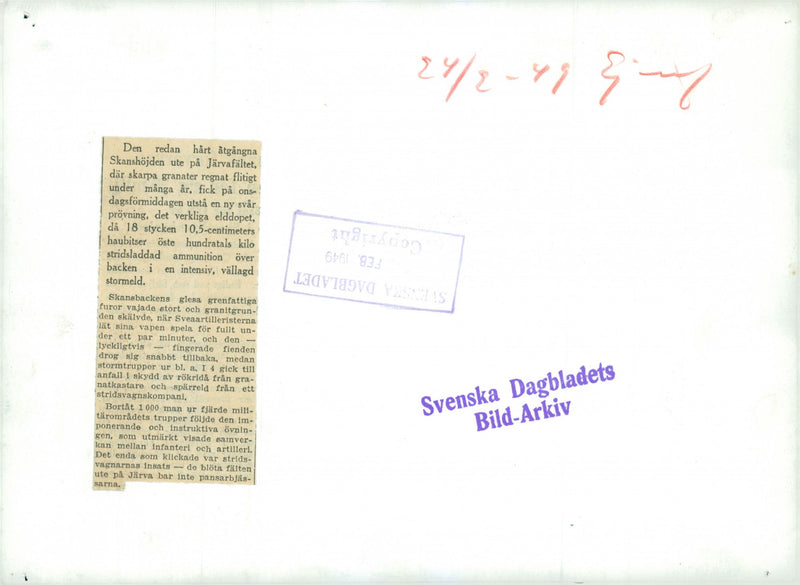 24/2-49
Den redan hårt åtgångna
Skanshöjden ute på Järvafältet,
där skarpa granater regnat flitigt
under många år, fick på ons-
dagsförmiddagen utstå en ny svår
prövning, det verkliga elddopet,
då 18 stycken 10,5-centimeters
haubitser öste hundratals kilo
stridsladdad ammunition över
backen i en intensiv, vällagd
stormeld.
Skansbackens glesa grenfattiga
furor vajade stort och granitgrun-
den skälvde, när Sveaartilleristerna
lät sina vapen spela för fullt un-
der ett par minuter, och den —
lyckligtvis — fingerade fienden
drog sig snabbt tillbaka, medan
stormtrupper ur bl. a. I 4 gick till
anfall i skydd av rökridå från gra-
natkastare och spärreld från ett
stridsvagnskompani.
Bortåt 1 000 man ur fjärde mili-
tärområdets trupper följde den im-
ponerande och instruktiva övnin-
gen, som utmärkt visade samver-
kan mellan infanteri och artilleri.
Det enda som klickade var strids-
vagnarnas insats — de blöta fälten
ute på Järva bar inte pansarbjäs-
sarna.
SVENSKA DAGBLADET
FEB. 1949
Copyright
Svenska Dagbladets
Bild-Arkiv